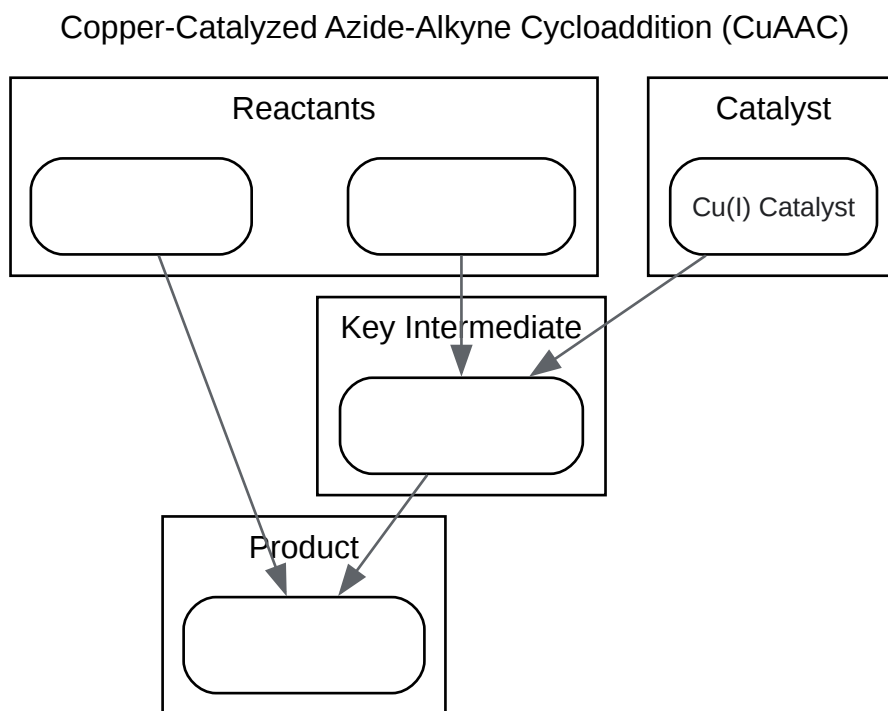 Copper-Catalyzed Azide-Alkyne Cycloaddition (CuAAC)
Reactants
Catalyst
Cu(I) Catalyst
Key Intermediate
Product